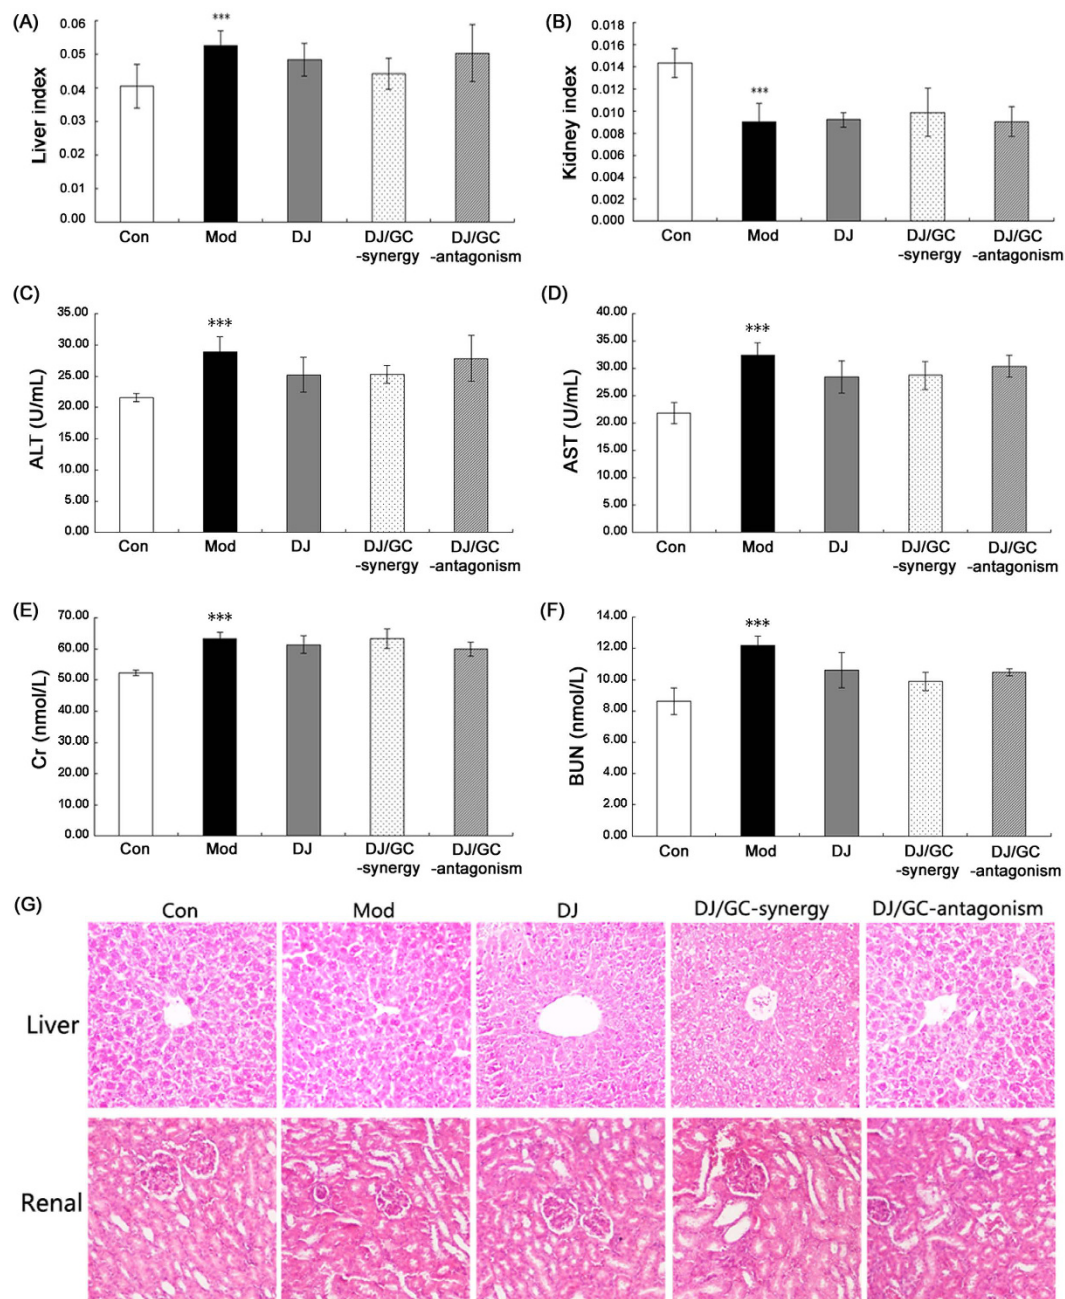 (A)
Liver index
0.06
0.05
0.04
0.03
0.02
0.01
0.00
***
Con
Mod
DJ
DJ/GC
-synergy
DJ/GC
-antagonism
(B)
Kidney index
0.018
0.016
0.014
0.012
0.010
0.008
0.006
0.004
0.002
0.000
***
Con
Mod
DJ
DJ/GC
-synergy
DJ/GC
-antagonism
(C)
ALT (U/mL)
35.00
30.00
25.00
20.00
15.00
10.00
5.00
0.00
***
Con
Mod
DJ
DJ/GC
-synergy
DJ/GC
-antagonism
(D)
AST (U/mL)
40.00
35.00
30.00
25.00
20.00
15.00
10.00
5.00
0.00
***
Con
Mod
DJ
DJ/GC
-synergy
DJ/GC
-antagonism
(E)
Cr (nmol/L)
70.00
60.00
50.00
40.00
30.00
20.00
10.00
0.00
***
Con
Mod
DJ
DJ/GC
-synergy
DJ/GC
-antagonism
(F)
BUN (nmol/L)
14.00
12.00
10.00
8.00
6.00
4.00
2.00
0.00
***
Con
Mod
DJ
DJ/GC
-synergy
DJ/GC
-antagonism
(G)
Con
Mod
DJ
DJ/GC-synergy
DJ/GC-antagonism
Liver
Renal